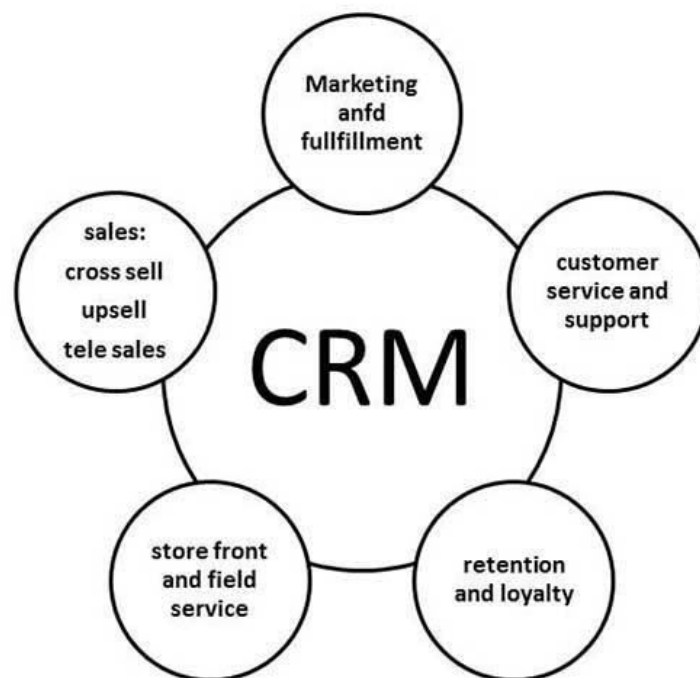 Marketing
anfd
fullfillment
sales:
cross sell
upsell
tele sales
customer
service and
support
CRM
store front
and field
service
retention
and loyalty